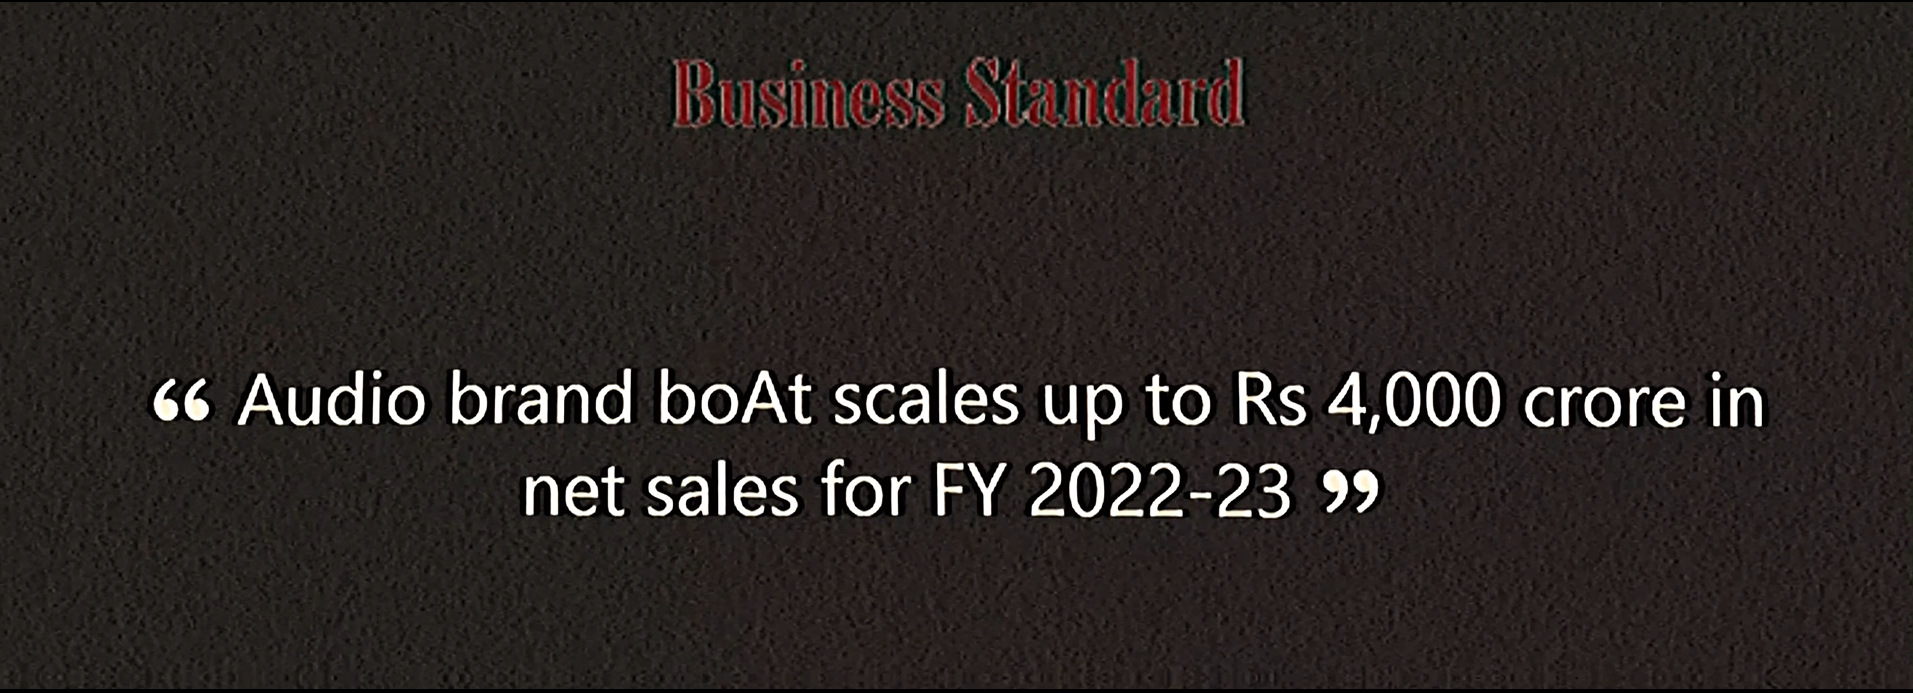 Business Standard
“ Audio brand boAt scales up to Rs 4,000 crore in
net sales for FY 2022-23 ”